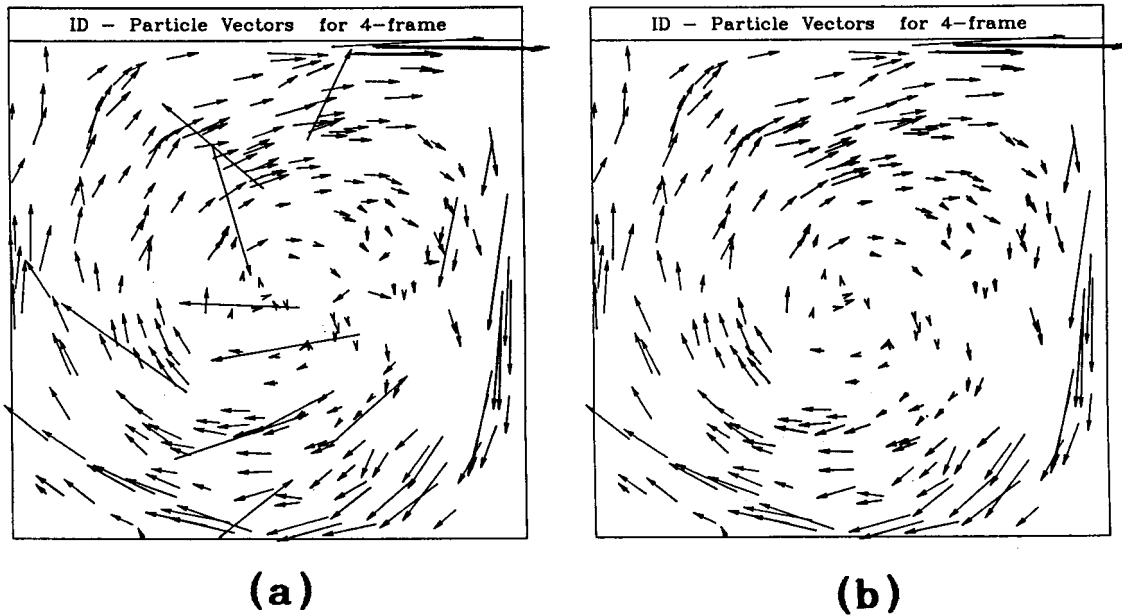 ID – Particle Vectors for 4-frame
ID – Particle Vectors for 4-frame
(a)
(b)